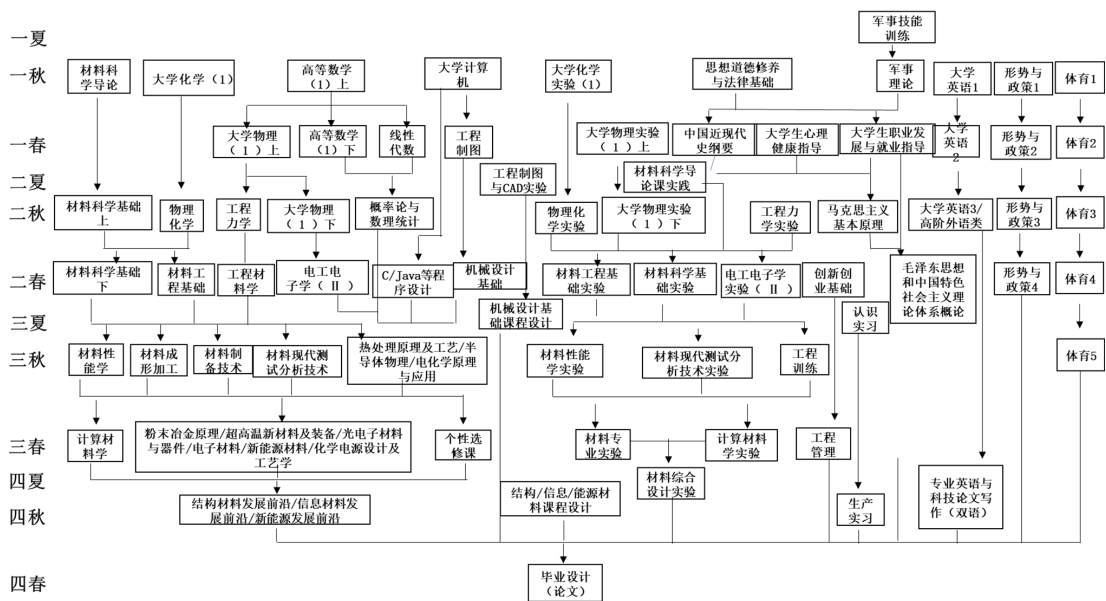 一夏
军事技能
训练
一秋
材料科
学导论
大学化学（1）
高等数学
（1）上
大学计算
机
大学化学
实验（1）
思想道德修养
与法律基础
军事
理论
大学
英语1
形势与
政策1
体育1
一春
大学物理
（1）上
高等数学
（1）下
线性
代数
工程
制图
大学物理实验
（1）上
中国近现代
史纲要
大学生心理
健康指导
大学生职业发
展与就业指导
大学
英语
2
形势与
政策2
体育2
二夏
工程制图
与CAD实验
材料科学导
论课实践
二秋
材料科学基础
上
物理
化学
工程
力学
大学物理
（1）下
概率论与
数理统计
物理化
学实验
大学物理实验
（1）下
工程力
学实验
马克思主义
基本原理
大学英语3/
高阶外语类
形势与
政策3
体育3
二春
材料科学基础
下
材料工
程基础
工程材
料学
电工电
子学（Ⅱ）
C/Java等程
序设计
机械设计
基础
材料工程基
础实验
材料科学基
础实验
电工电子学
实验（Ⅱ）
创新创
业基础
毛泽东思想
和中国特色
社会主义理
论体系概论
形势与
政策4
体育4
三夏
机械设计基
础课程设计
认识
实习
三秋
材料性
能学
材料成
形加工
材料制
备技术
材料现代测
试分析技术
热处理原理及工艺/半
导体物理/电化学原理
与应用
材料性能
学实验
材料现代测试分
析技术实验
工程
训练
体育5
三春
计算材
料学
粉末冶金原理/超高温新材料及装备/光电子材料
与器件/电子材料/新能源材料/化学电源设计及
工艺学
个性选
修课
材料专
业实验
计算材料
学实验
工程
管理
四夏
材料综合
设计实验
四秋
结构材料发展前沿/信息材料发
展前沿/新能源发展前沿
结构/信息/能源材
料课程设计
生产
实习
专业英语与
科技论文写
作（双语）
四春
毕业设计
（论文）